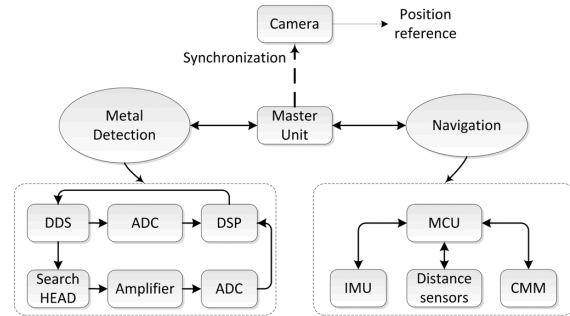 Camera
Position
reference
Synchronization
Metal
Detection
Master
Unit
Navigation
DDS
ADC
DSP
MCU
Search
HEAD
Amplifier
ADC
IMU
Distance
sensors
CMM